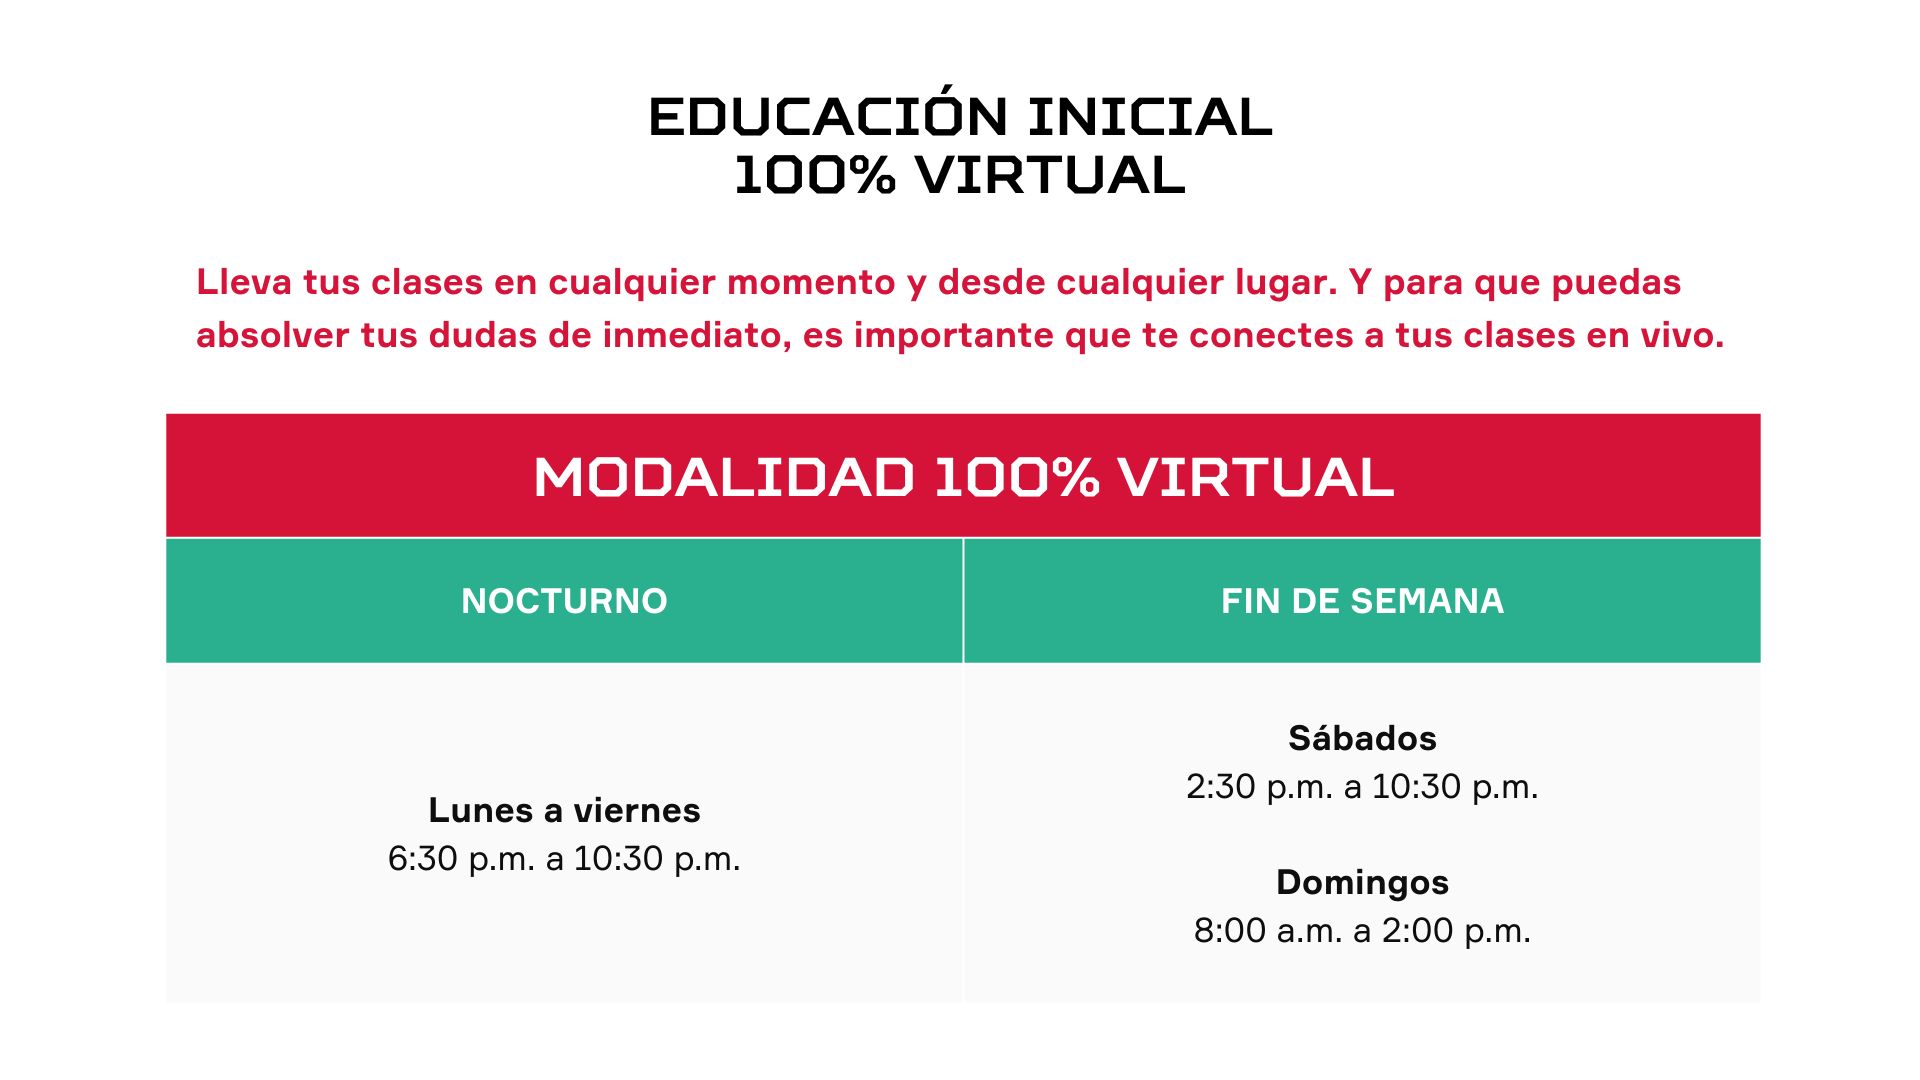 EDUCACIÓN INICIAL
100% VIRTUAL
Lleva tus clases en cualquier momento y desde cualquier lugar. Y para que puedas
absolver tus dudas de inmediato, es importante que te conectes a tus clases en vivo.
MODALIDAD 100% VIRTUAL
NOCTURNO
FIN DE SEMANA
Lunes a viernes
6:30 p.m. a 10:30 p.m.
Sábados
2:30 p.m. a 10:30 p.m.
Domingos
8:00 a.m. a 2:00 p.m.